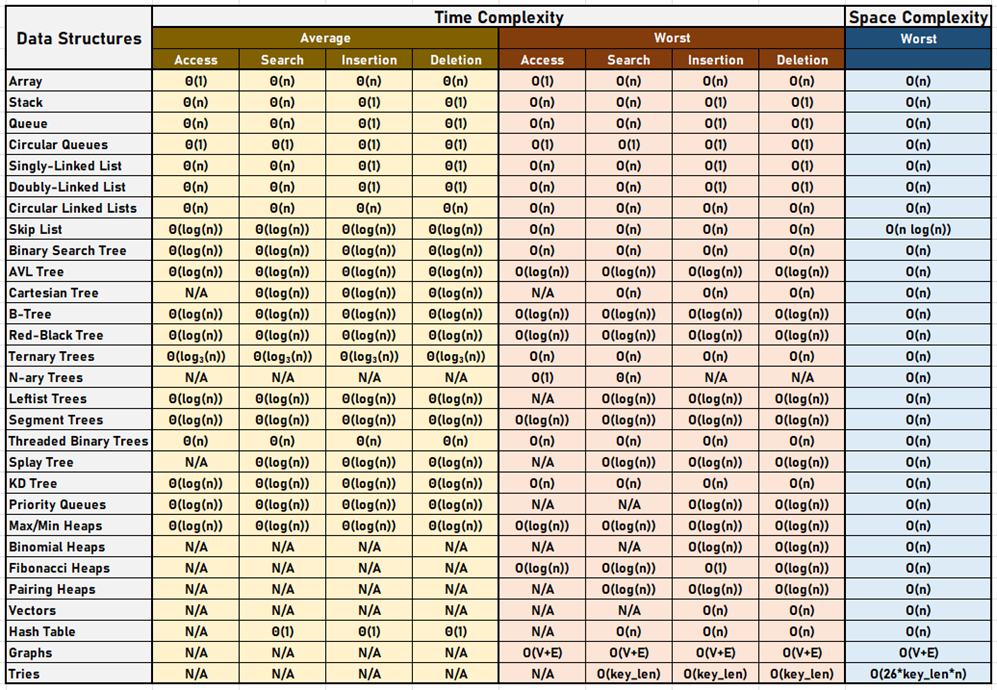 Data Structures Time Complexity Space Complexity
Average Worst Worst
Access Search Insertion Deletion Access Search Insertion Deletion
Array Θ(1) Θ(n) Θ(n) Θ(n) O(1) O(n) O(n) O(n) O(n)
Stack Θ(n) Θ(n) Θ(1) Θ(1) O(n) O(n) O(1) O(1) O(n)
Queue Θ(n) Θ(n) Θ(1) Θ(1) O(n) O(n) O(1) O(1) O(n)
Circular Queues Θ(1) Θ(1) Θ(1) Θ(1) O(1) O(1) O(1) O(1) O(n)
Singly-Linked List Θ(n) Θ(n) Θ(1) Θ(1) O(n) O(n) O(1) O(1) O(n)
Doubly-Linked List Θ(n) Θ(n) Θ(1) Θ(1) O(n) O(n) O(1) O(1) O(n)
Circular Linked Lists Θ(n) Θ(n) Θ(n) Θ(n) O(n) O(n) O(n) O(n) O(n)
Skip List Θ(log(n)) Θ(log(n)) Θ(log(n)) Θ(log(n)) O(n) O(n) O(n) O(n) O(n log(n))
Binary Search Tree Θ(log(n)) Θ(log(n)) Θ(log(n)) Θ(log(n)) O(n) O(n) O(n) O(n) O(n)
AVL Tree Θ(log(n)) Θ(log(n)) Θ(log(n)) Θ(log(n)) O(log(n)) O(log(n)) O(log(n)) O(log(n)) O(n)
Cartesian Tree N/A Θ(log(n)) Θ(log(n)) Θ(log(n)) N/A O(n) O(n) O(n) O(n)
B-Tree Θ(log(n)) Θ(log(n)) Θ(log(n)) Θ(log(n)) O(log(n)) O(log(n)) O(log(n)) O(log(n)) O(n)
Red-Black Tree Θ(log(n)) Θ(log(n)) Θ(log(n)) Θ(log(n)) O(log(n)) O(log(n)) O(log(n)) O(log(n)) O(n)
Ternary Trees Θ(log₃(n)) Θ(log₃(n)) Θ(log₃(n)) Θ(log₃(n)) O(n) O(n) O(n) O(n) O(n)
N-ary Trees N/A N/A N/A N/A O(1) Θ(n) N/A N/A O(n)
Leftist Trees Θ(log(n)) Θ(log(n)) Θ(log(n)) Θ(log(n)) N/A O(log(n)) O(log(n)) O(log(n)) O(n)
Segment Trees Θ(log(n)) Θ(log(n)) Θ(log(n)) Θ(log(n)) O(log(n)) O(log(n)) O(log(n)) O(log(n)) O(n)
Threaded Binary Trees Θ(n) Θ(n) Θ(n) Θ(n) O(n) O(n) O(n) O(n) O(n)
Splay Tree N/A Θ(log(n)) Θ(log(n)) Θ(log(n)) N/A O(log(n)) O(log(n)) O(log(n)) O(n)
KD Tree Θ(log(n)) Θ(log(n)) Θ(log(n)) Θ(log(n)) O(n) O(n) O(n) O(n) O(n)
Priority Queues Θ(log(n)) Θ(log(n)) Θ(log(n)) Θ(log(n)) N/A N/A O(log(n)) O(log(n)) O(n)
Max/Min Heaps Θ(log(n)) Θ(log(n)) Θ(log(n)) Θ(log(n)) O(log(n)) O(log(n)) O(log(n)) O(log(n)) O(n)
Binomial Heaps N/A N/A N/A N/A N/A N/A O(log(n)) O(log(n)) O(n)
Fibonacci Heaps N/A N/A N/A N/A O(log(n)) O(log(n)) O(1) O(log(n)) O(n)
Pairing Heaps N/A N/A N/A N/A N/A O(log(n)) O(log(n)) O(log(n)) O(n)
Vectors N/A N/A N/A N/A N/A N/A O(n) O(n) O(n)
Hash Table N/A Θ(1) Θ(1) Θ(1) N/A O(n) O(n) O(n) O(n)
Graphs N/A N/A N/A N/A O(V+E) O(V+E) O(V+E) O(V+E) O(V+E)
Tries N/A N/A N/A N/A N/A O(key_len) O(key_len) O(key_len) O(26*key_len*n)